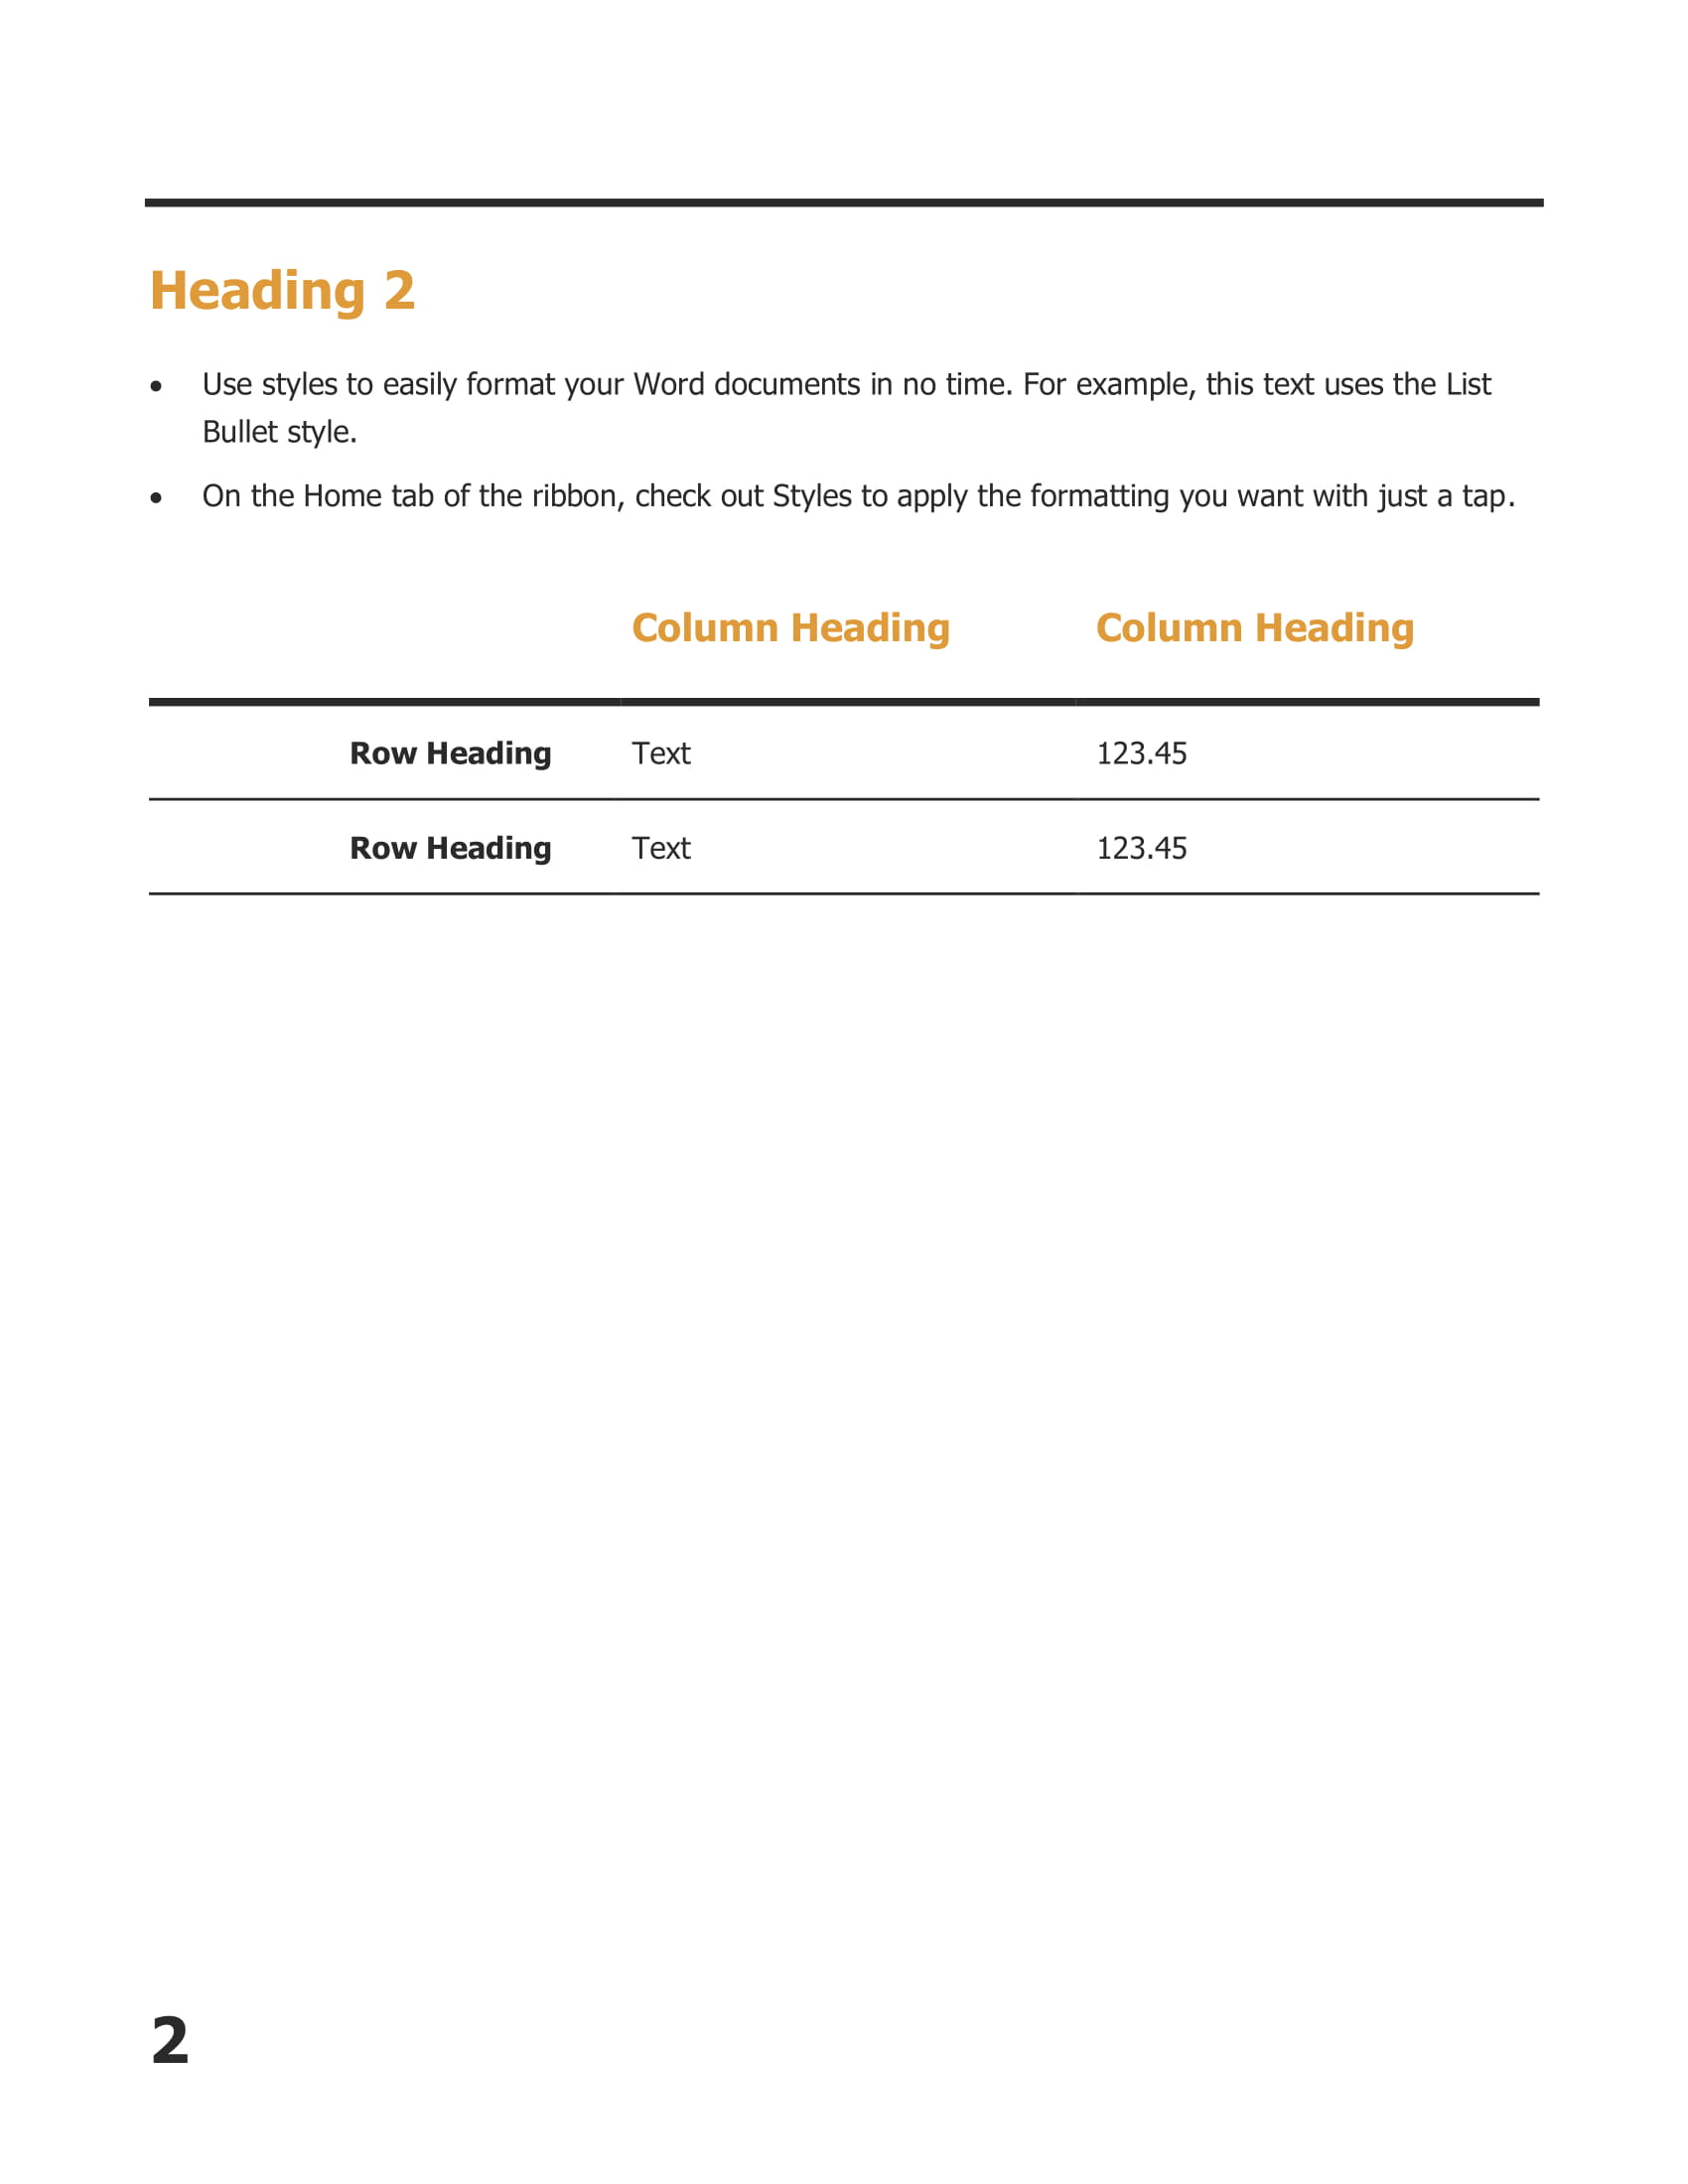 Heading 2
• Use styles to easily format your Word documents in no time. For example, this text uses the List
Bullet style.
• On the Home tab of the ribbon, check out Styles to apply the formatting you want with just a tap.
Column Heading Column Heading
Row Heading Text 123.45
Row Heading Text 123.45
2